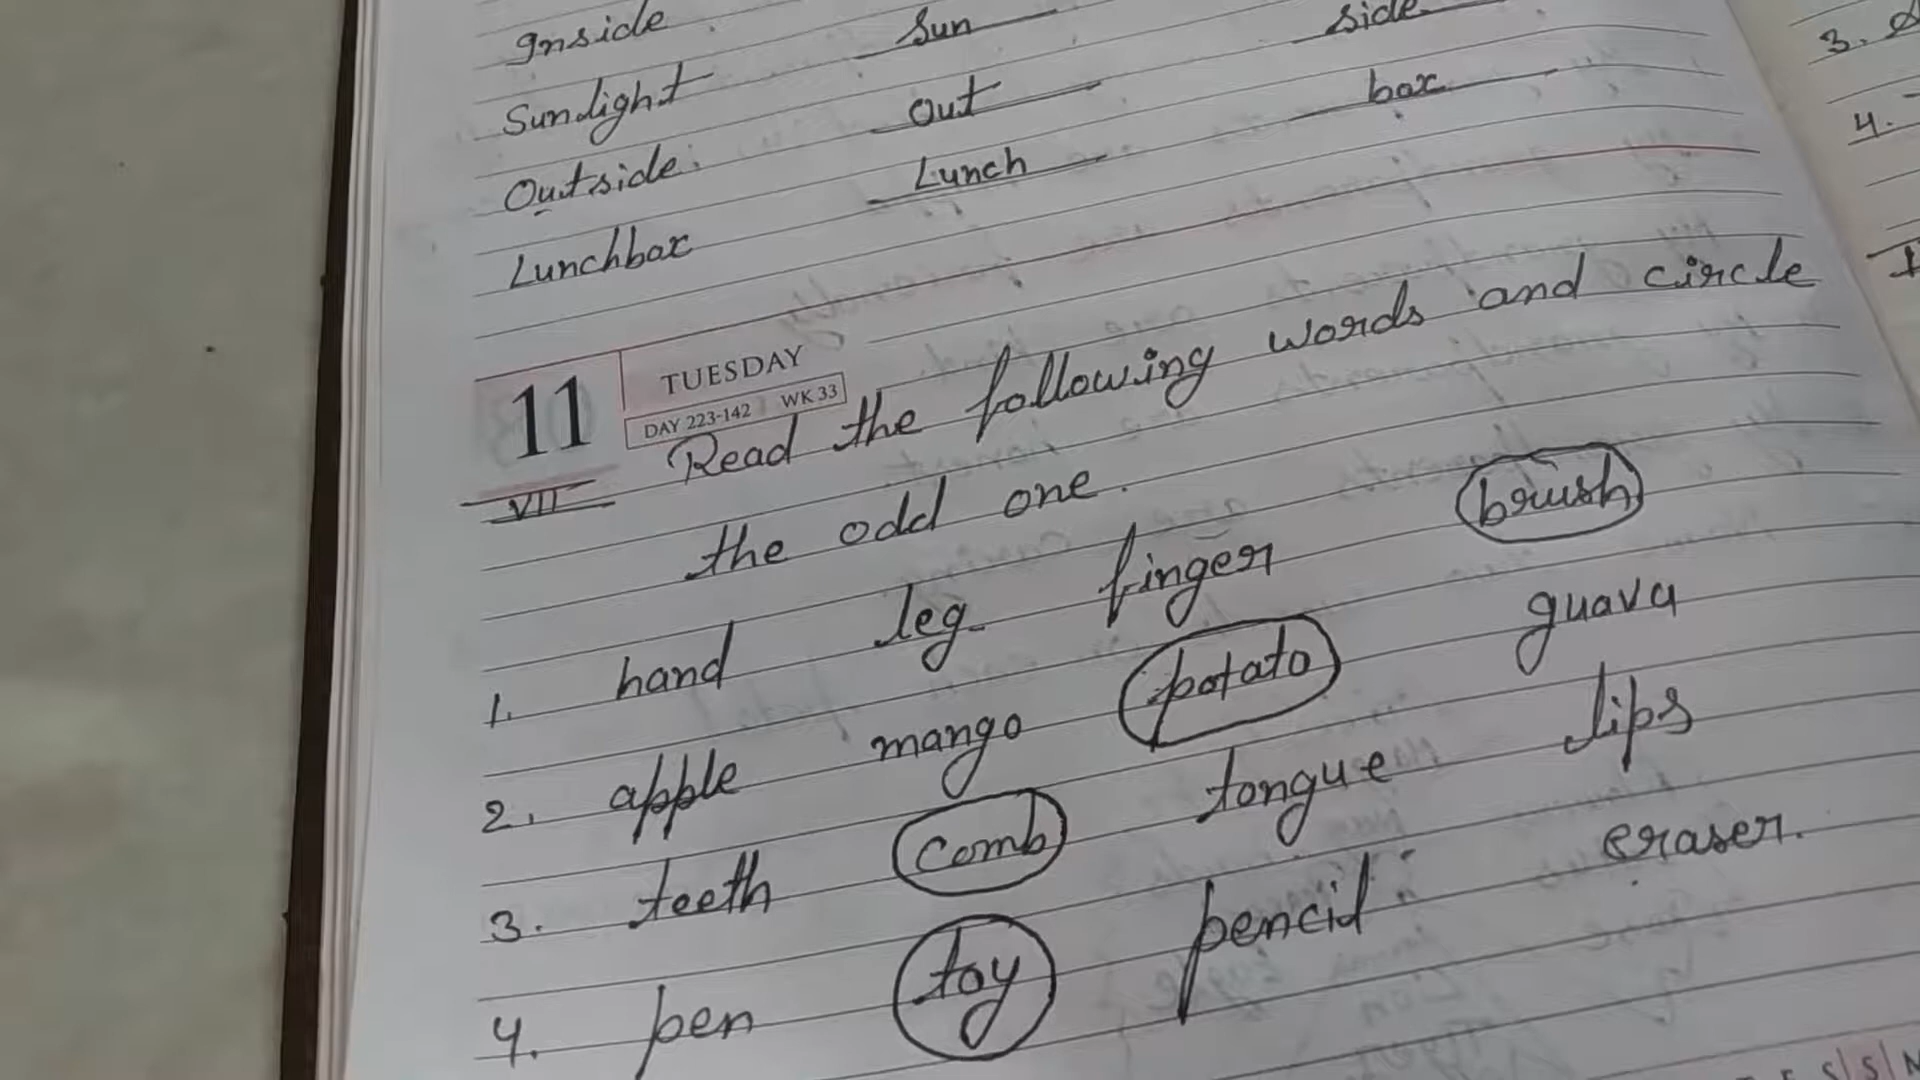 Inside. Sun side
Sunlight Out box
Outside. Lunch
Lunchbox
11 TUESDAY
DAY 223-142 WK 33
VII Read the following words and circle
the odd one.
1. hand leg finger brush
2. apple mango potato guava
3. teeth comb tongue lips
4. pen toy pencil eraser.
3.
4.